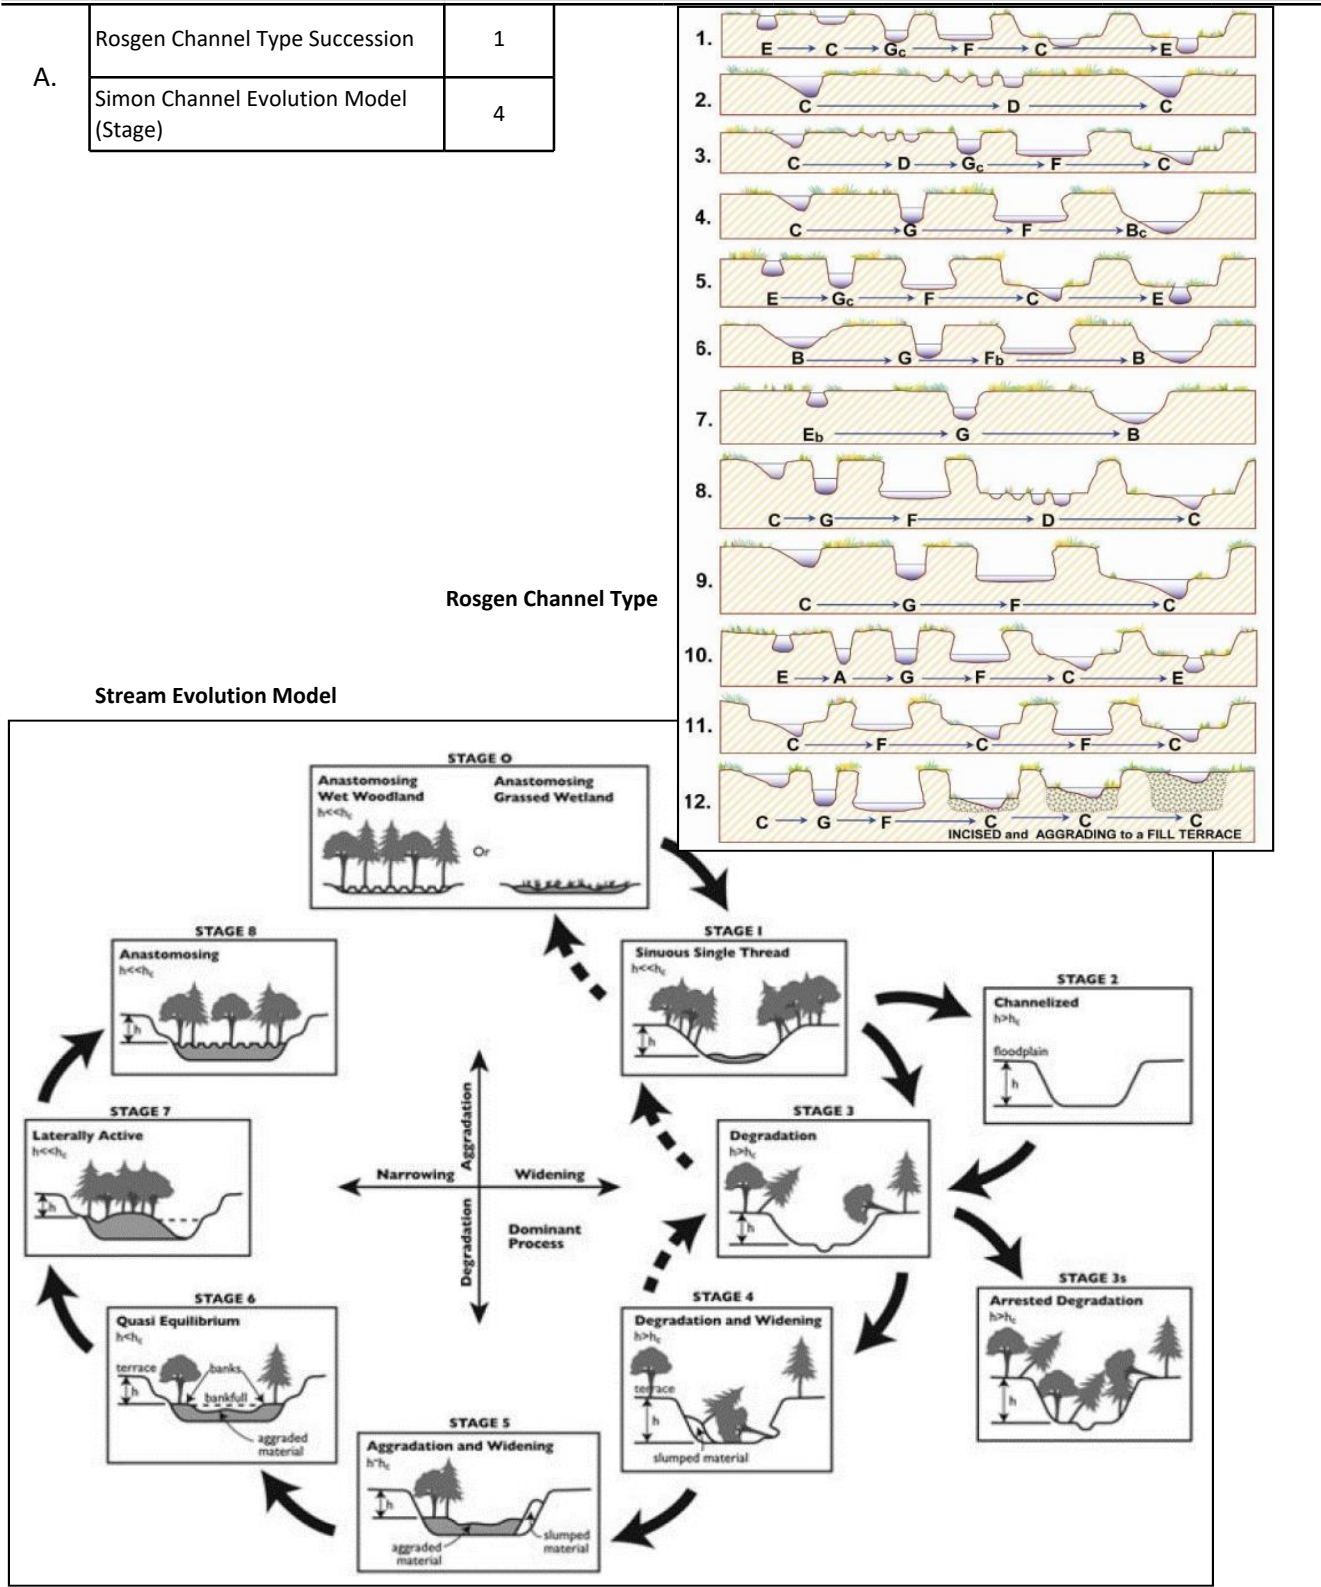 A.
Rosgen Channel Type Succession 1
Simon Channel Evolution Model
(Stage) 4
1.
E C Gc F C E
2.
C D C
3.
C D Gc F C
4.
C G F Bc
5.
E Gc F C E
6.
B G Fb B
7.
Eb G B
8.
C G F D C
9.
C G F C
10.
E A G F C E
11.
C F C F C
12.
C G F C C C
INCISED and AGGRADING to a FILL TERRACE
Rosgen Channel Type
Stream Evolution Model
STAGE 0
Anastomosing
Wet Woodland
h<<hc
Or
Anastomosing
Grassed Wetland
STAGE 1
Sinuous Single Thread
h<<hc
h
STAGE 2
Channelized
h>hc
floodplain
h
STAGE 3
Degradation
h>hc
h
STAGE 3s
Arrested Degradation
h>hc
h
STAGE 4
Degradation and Widening
h>hc
terrace
h
slumped material
STAGE 5
Aggradation and Widening
h~hc
h
aggraded
material
slumped
material
STAGE 6
Quasi Equilibrium
h<hc
terrace
banks
h
bankfull
aggraded
material
STAGE 7
Laterally Active
h<<hc
h
STAGE 8
Anastomosing
h<<hc
h
Aggradation
Narrowing Widening
Degradation
Dominant
Process